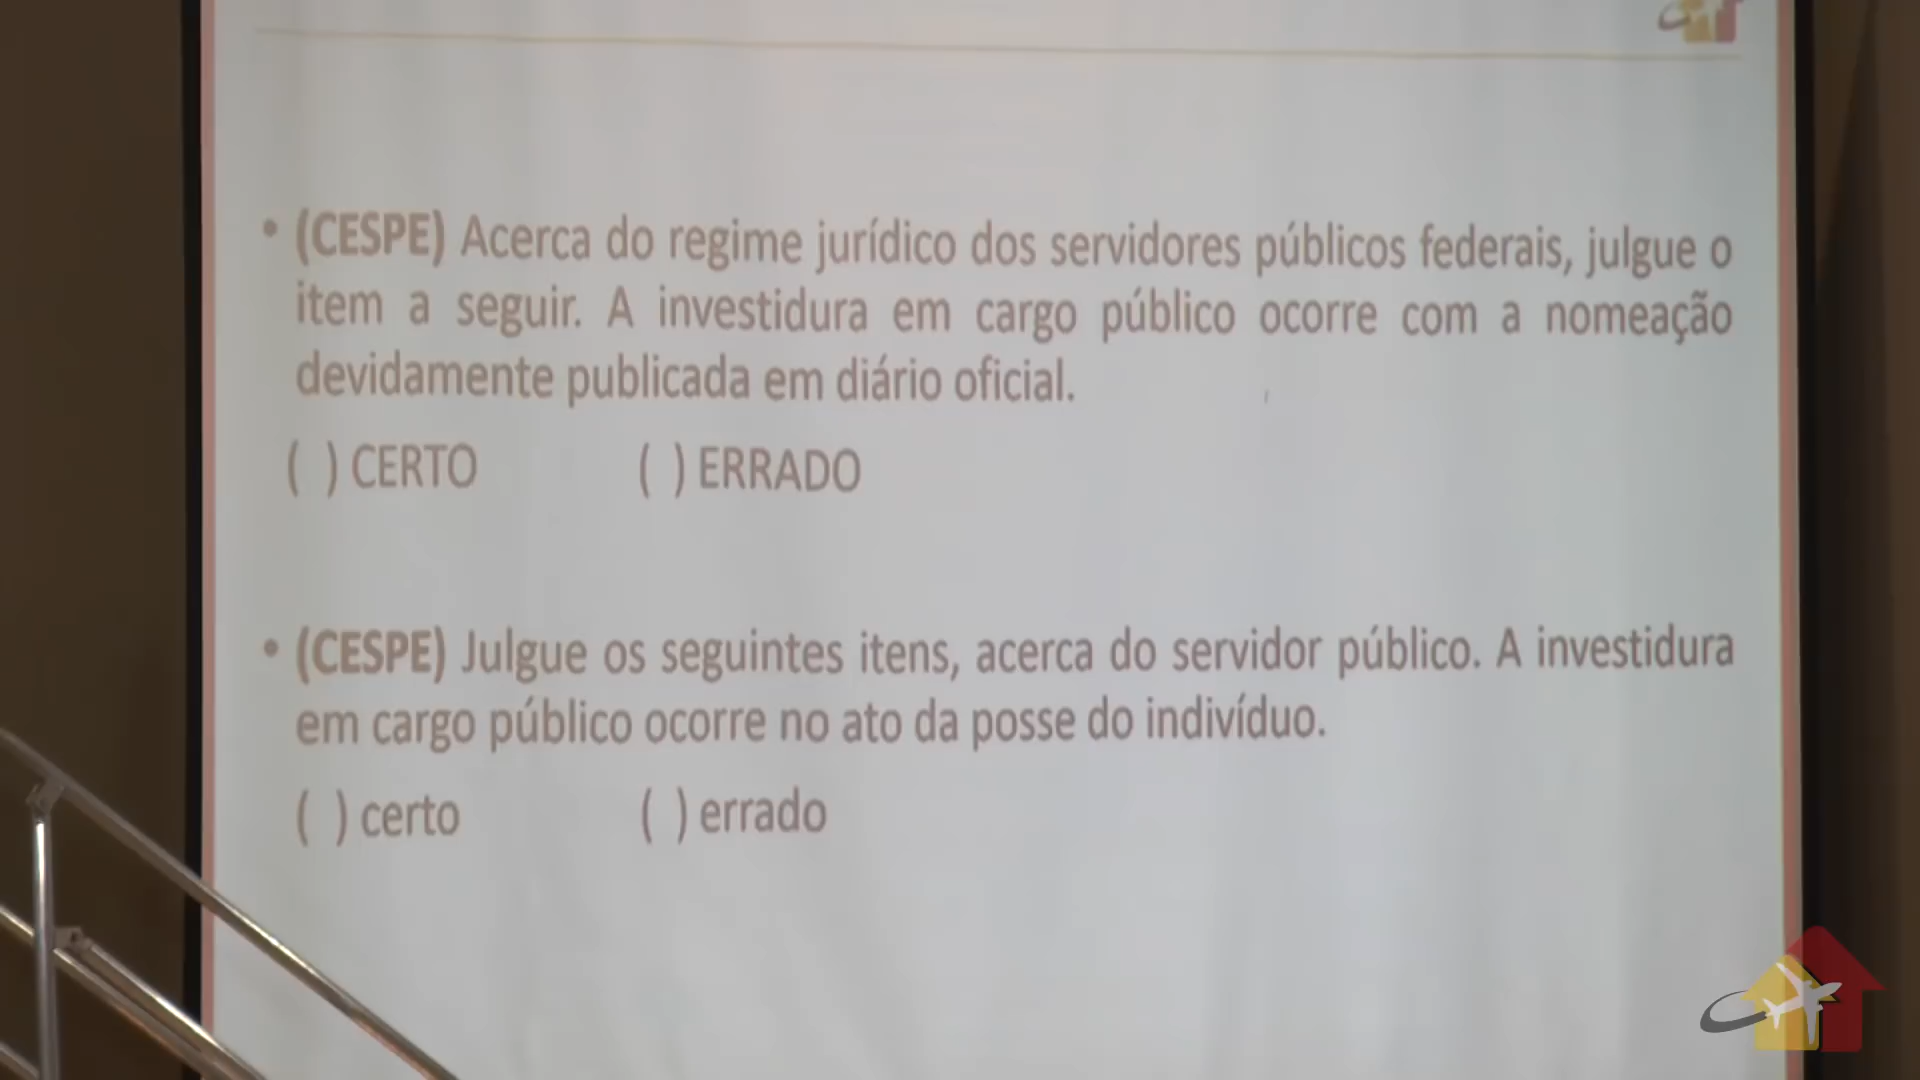 • (CESPE) Acerca do regime jurídico dos servidores públicos federais, julgue o
item a seguir. A investidura em cargo público ocorre com a nomeação
devidamente publicada em diário oficial.
( ) CERTO ( ) ERRADO
• (CESPE) Julgue os seguintes itens, acerca do servidor público. A investidura
em cargo público ocorre no ato da posse do indivíduo.
( ) certo ( ) errado